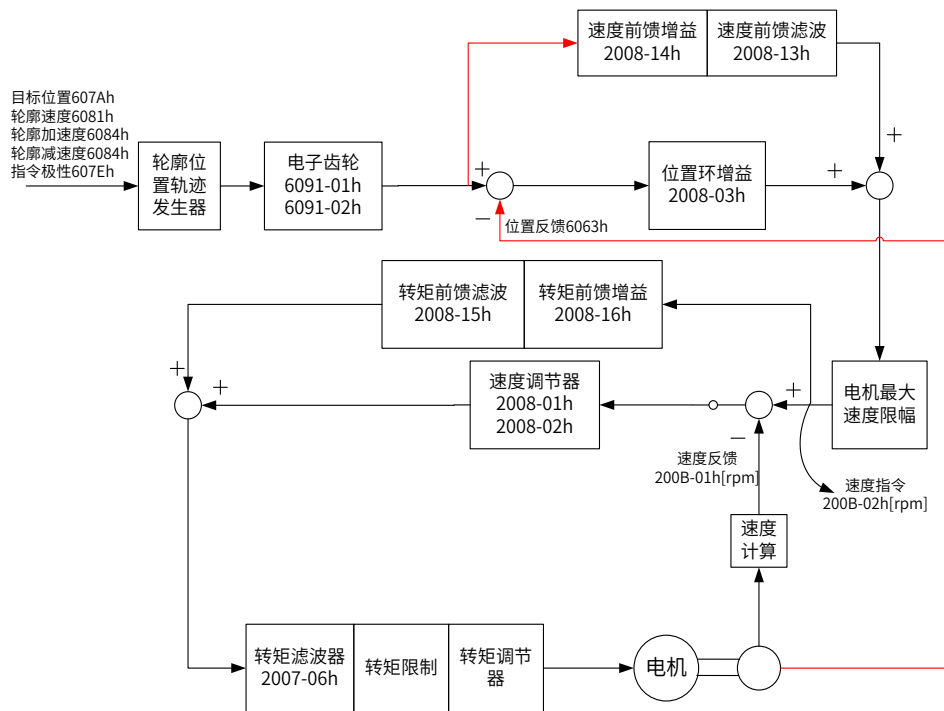 速度前馈增益
2008-14h
速度前馈滤波
2008-13h
目标位置607Ah
轮廓速度6081h
轮廓加速度6084h
轮廓减速度6084h
指令极性607Eh
轮廓位
置轨迹
发生器
电子齿轮
6091-01h
6091-02h
+
−
位置反馈6063h
位置环增益
2008-03h
+
+
转矩前馈滤波
2008-15h
转矩前馈增益
2008-16h
+
+
速度调节器
2008-01h
2008-02h
+
−
电机最大
速度限幅
速度反馈
200B-01h[rpm]
速度指令
200B-02h[rpm]
速度
计算
转矩滤波器
2007-06h
转矩限制
转矩调节
器
电机